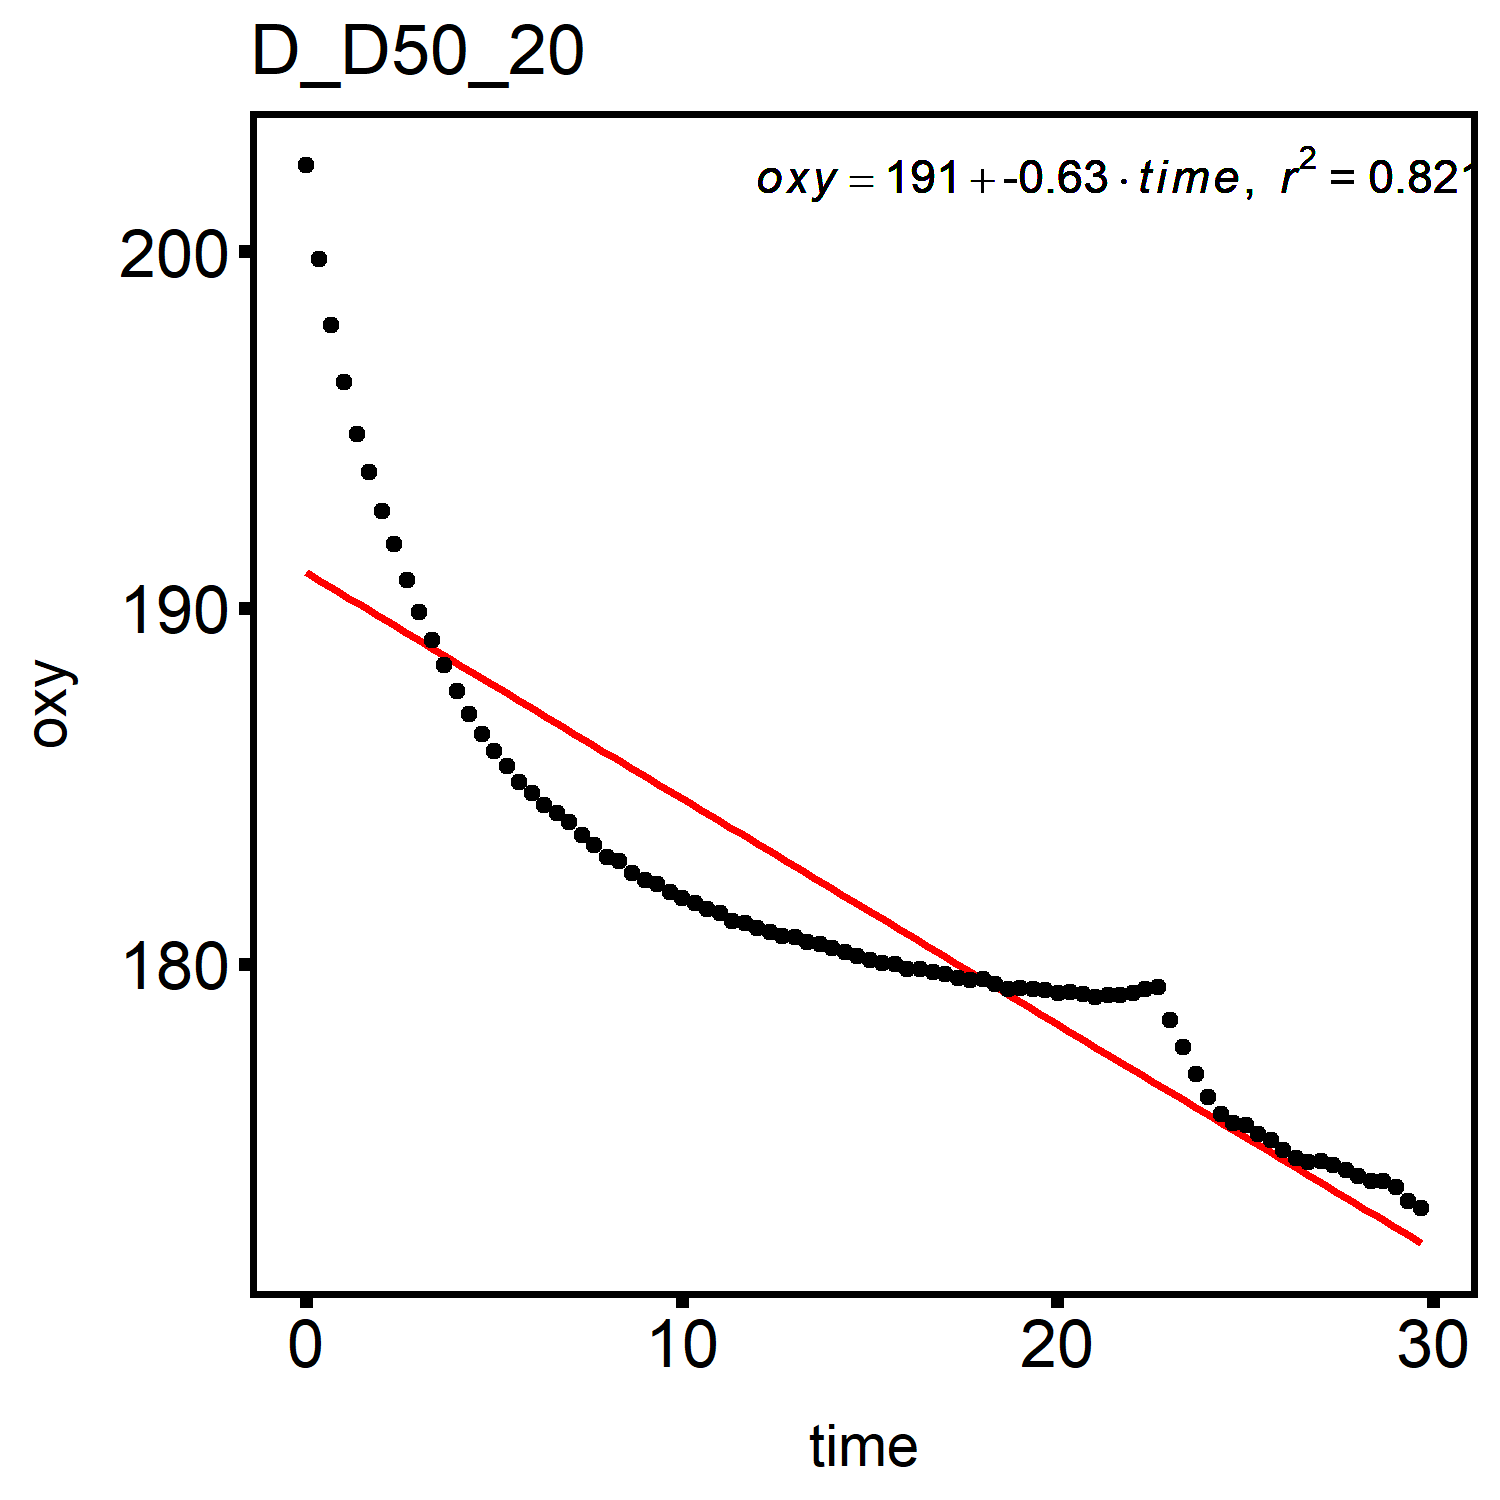 D_D50_20
oxy = 191 + -0.63 · time, r² = 0.821
200
190
180
oxy
0 10 20 30
time